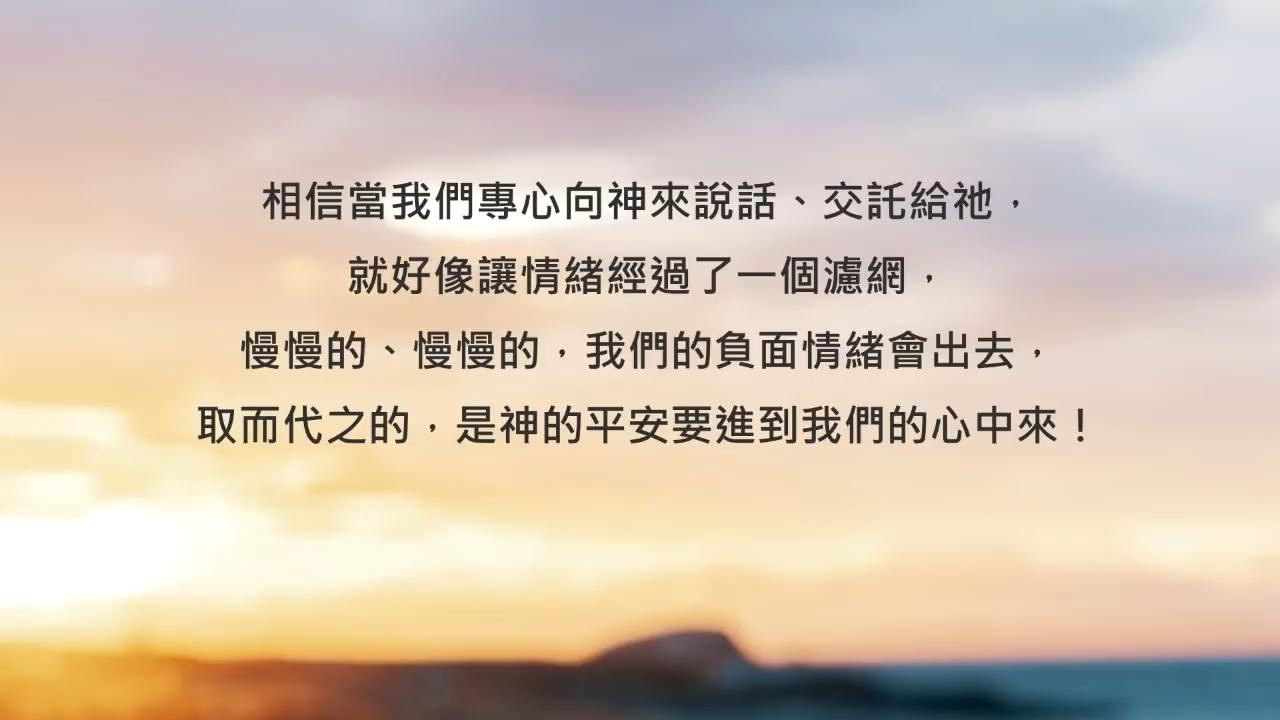 相信當我們專心向神來說話、交託給祂，
就好像讓情緒經過了一個濾網，
慢慢的、慢慢的，我們的負面情緒會出去，
取而代之的，是神的平安要進到我們的心中來！